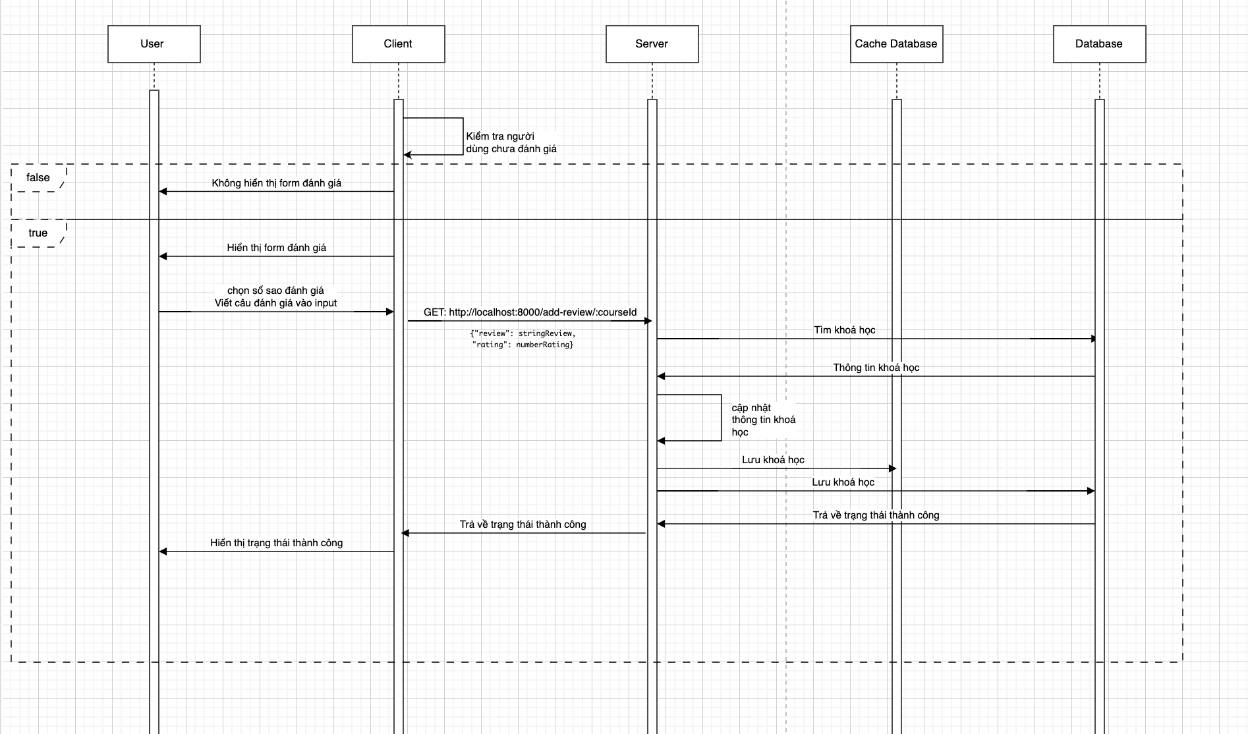 User
Client
Server
Cache Database
Database
Kiểm tra người
dùng chưa đánh giá
false
Không hiển thị form đánh giá
true
Hiển thị form đánh giá
chọn số sao đánh giá
Viết câu đánh giá vào input
GET: http://localhost:8000/add-review/:courseId
{"review": stringReview,
"rating": numberRating}
Tìm khoá học
Thông tin khoá học
cập nhật
thông tin khoá
học
Lưu khoá học
Lưu khoá học
Trả về trạng thái thành công
Trả về trạng thái thành công
Hiển thị trạng thái thành công